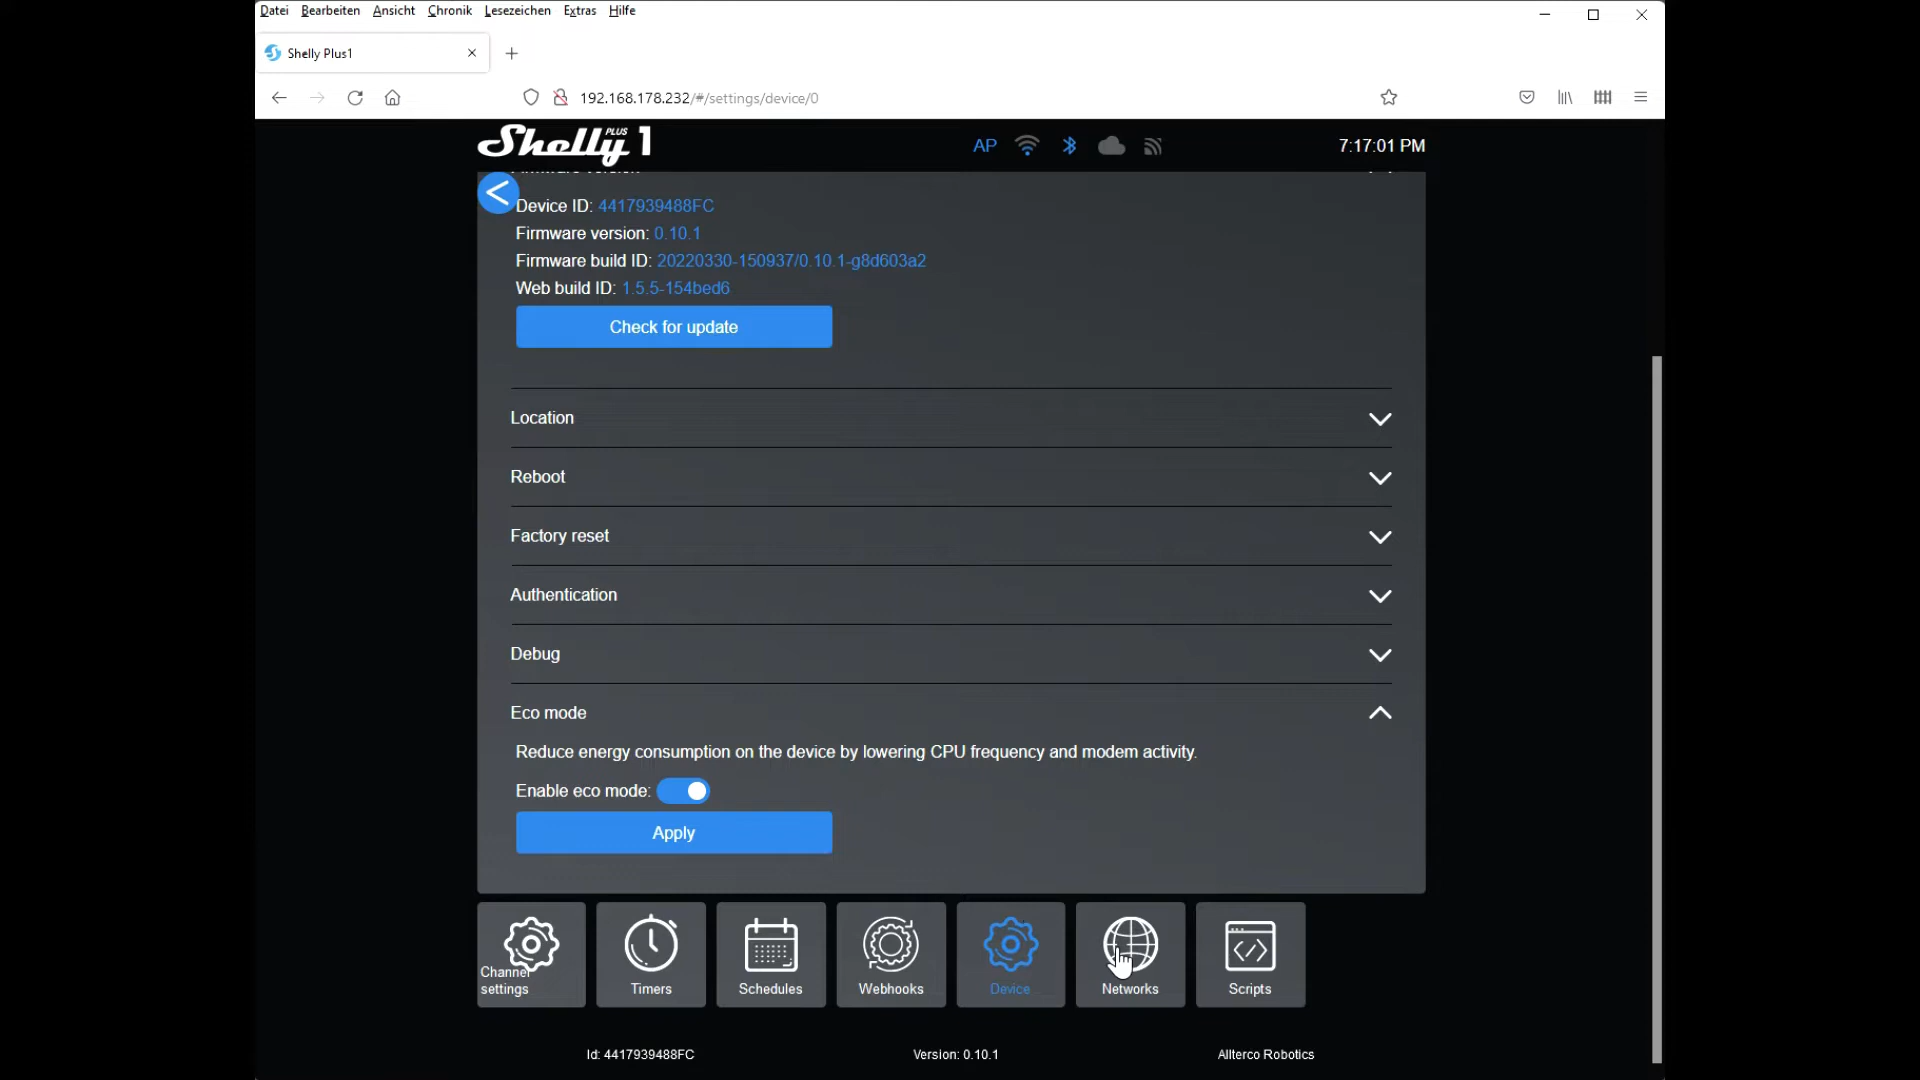 Datei Bearbeiten Ansicht Chronik Lesezeichen Extras Hilfe
Shelly Plus1
192.168.178.232/#/settings/device/0
Shelly PLUS 1
AP
7:17:01 PM
Device ID: 4417939488FC
Firmware version: 0.10.1
Firmware build ID: 20220330-150937/0.10.1-g8d603a2
Web build ID: 1.5.5-154bed6
Check for update
Location
Reboot
Factory reset
Authentication
Debug
Eco mode
Reduce energy consumption on the device by lowering CPU frequency and modem activity.
Enable eco mode:
Apply
Channel
settings
Timers
Schedules
Webhooks
Device
Networks
Scripts
Id: 4417939488FC
Version: 0.10.1
Allterco Robotics